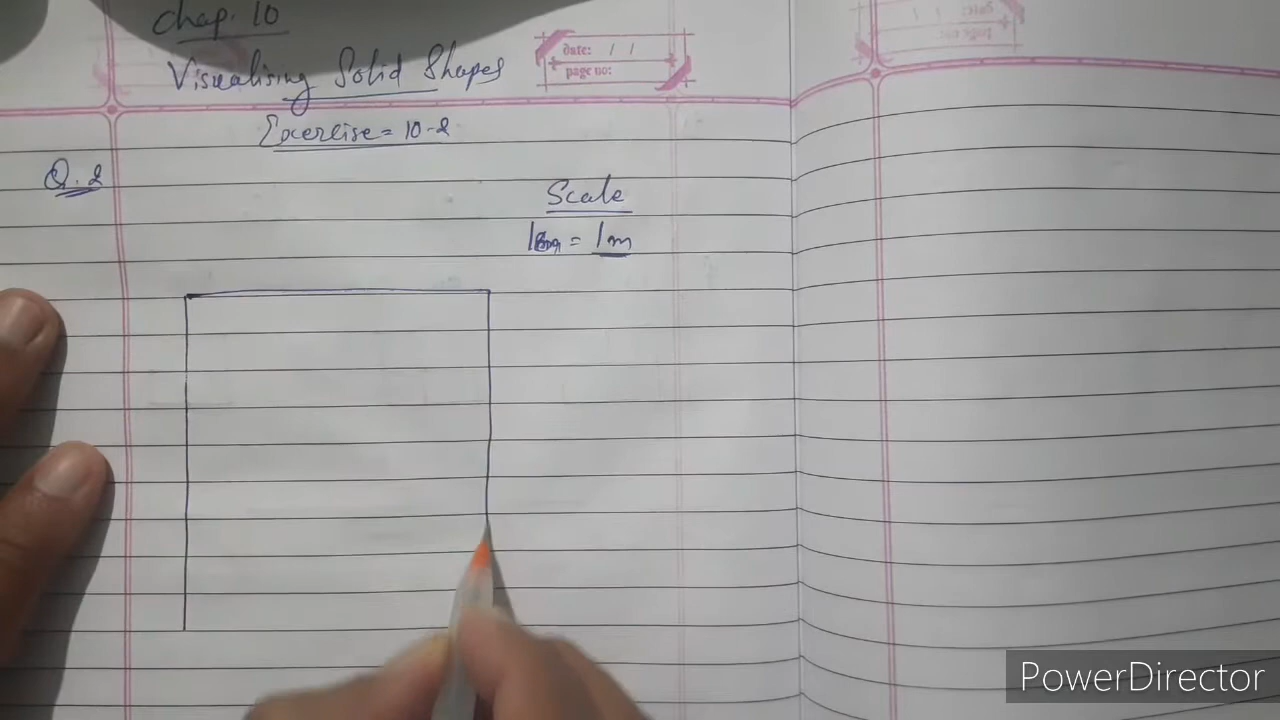 Chap. 10
Visualising Solid Shapes
date: / /
page no:
Exercise = 10-2
Q. 2
Scale
= 1m
PowerDirector